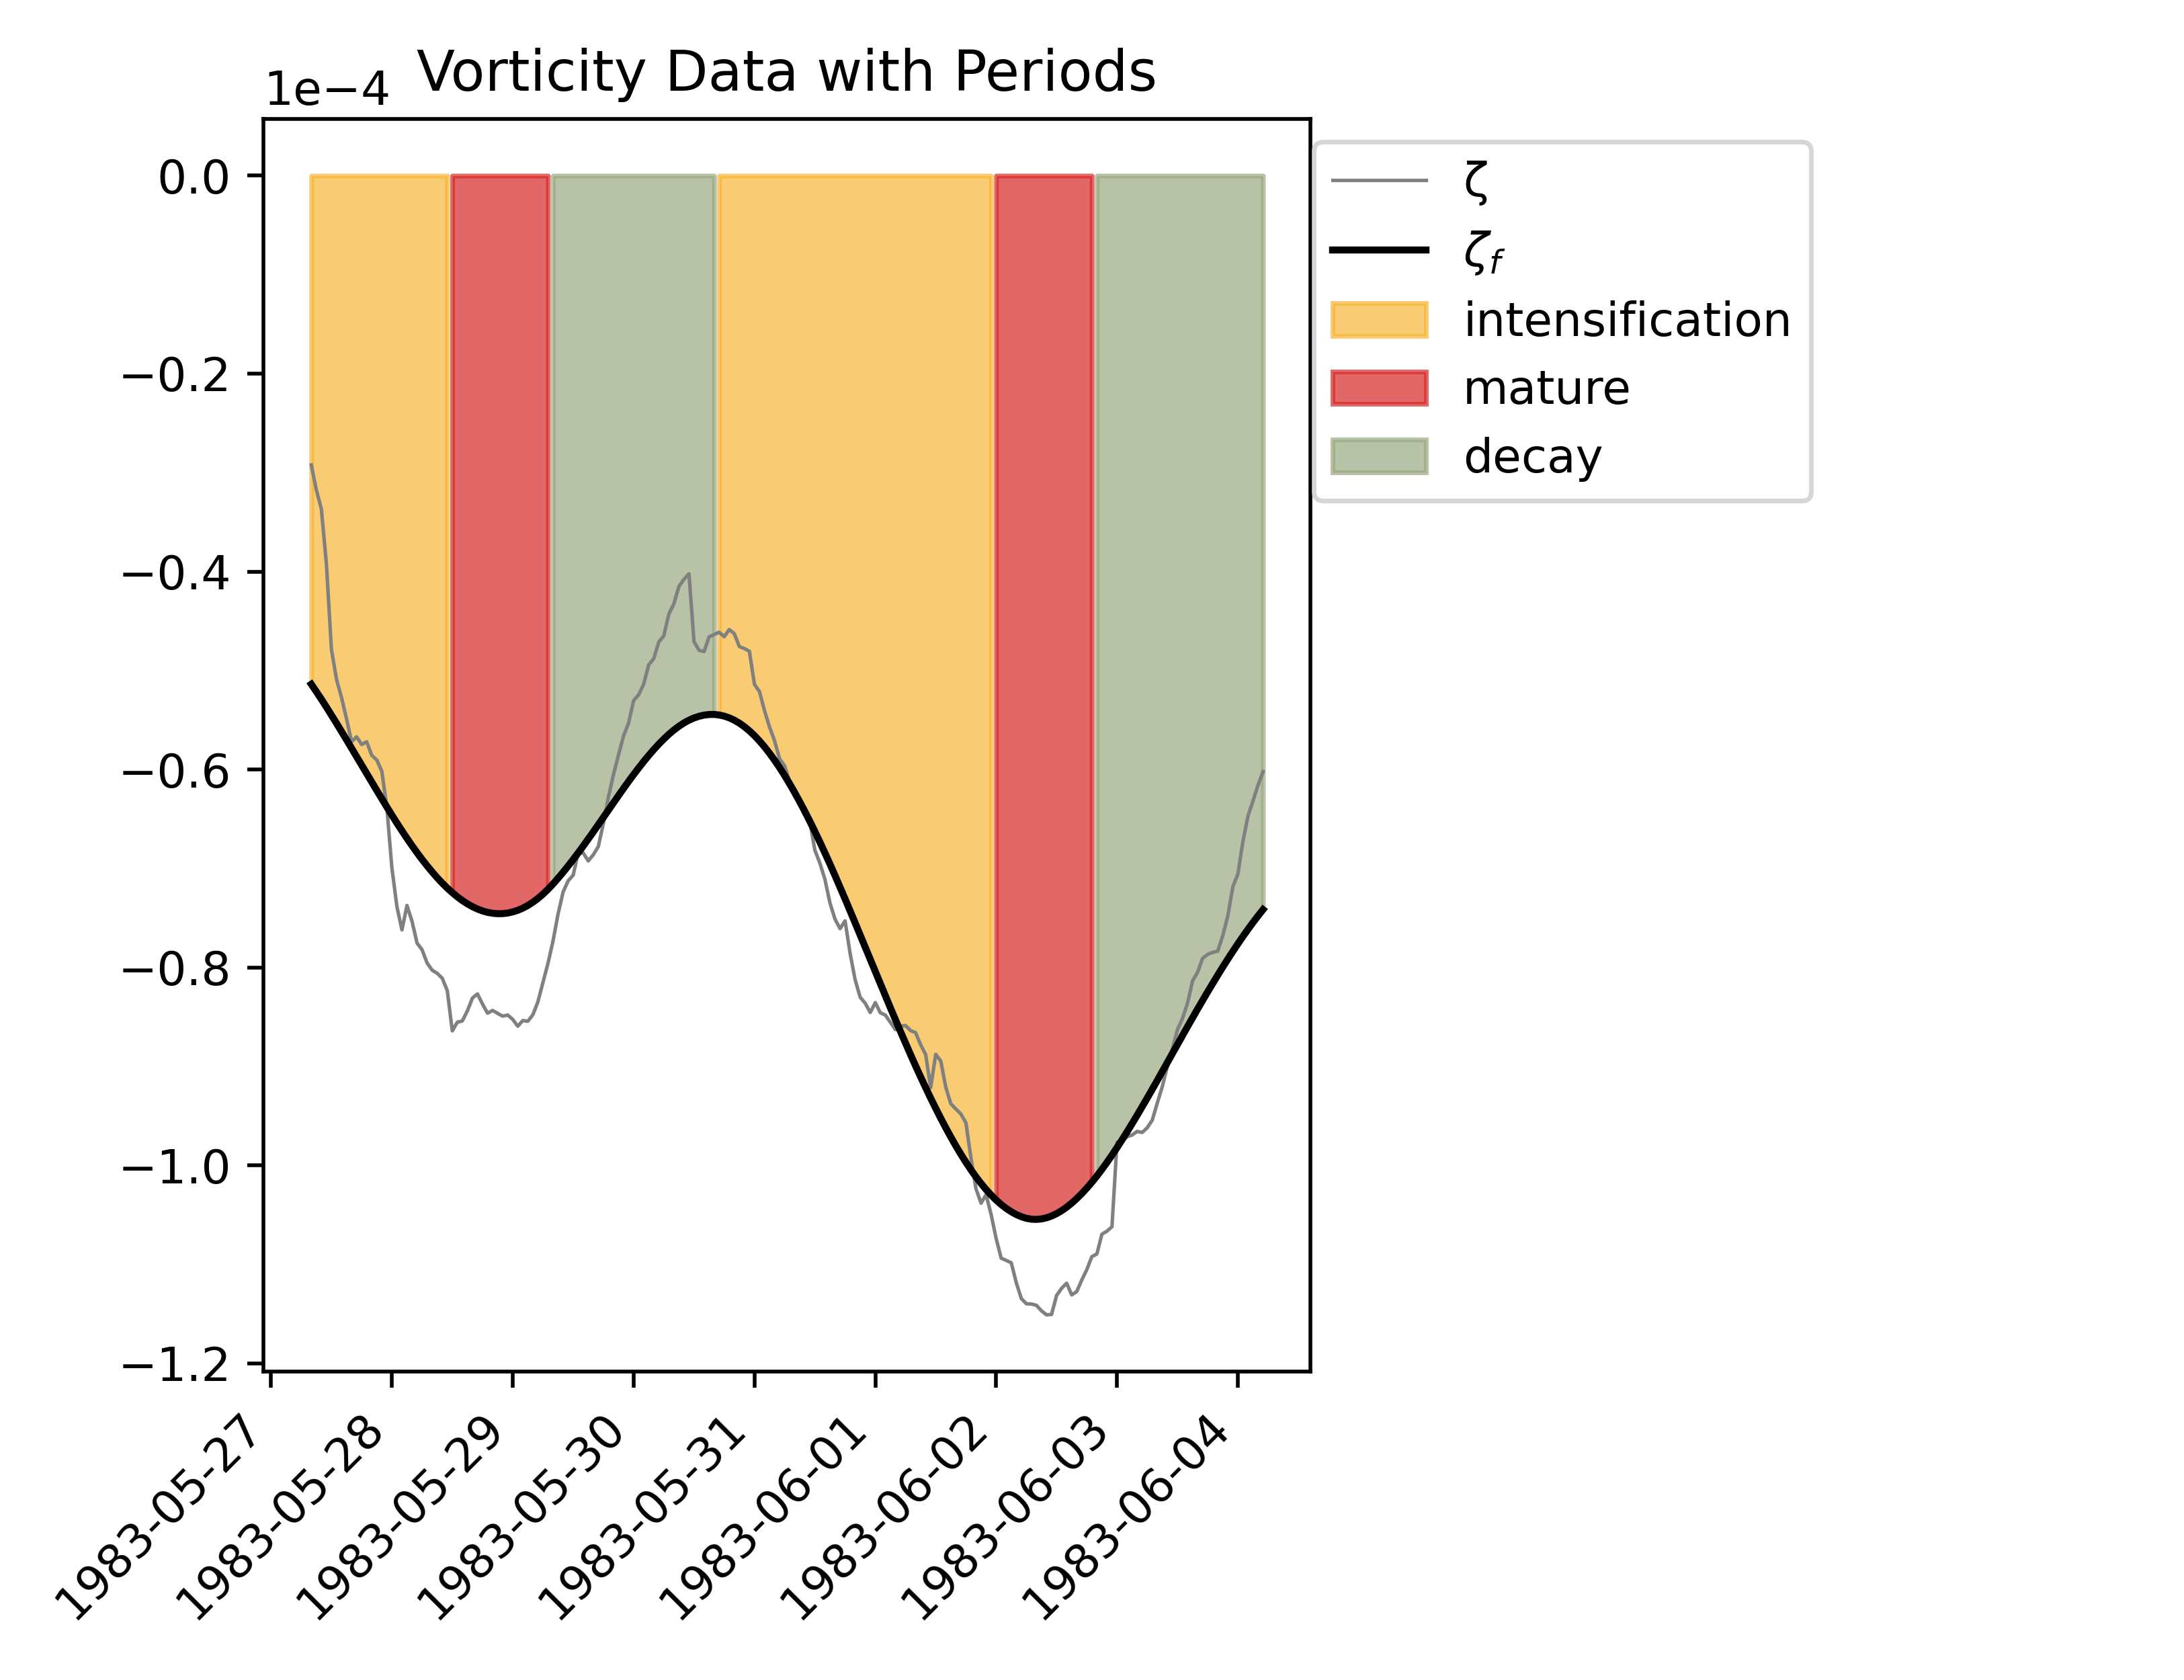 Vorticity Data with Periods
1e−4
0.0
−0.2
−0.4
−0.6
−0.8
−1.0
−1.2
1983-05-27
1983-05-28
1983-05-29
1983-05-30
1983-05-31
1983-06-01
1983-06-02
1983-06-03
1983-06-04
ζ
ζf
intensification
mature
decay